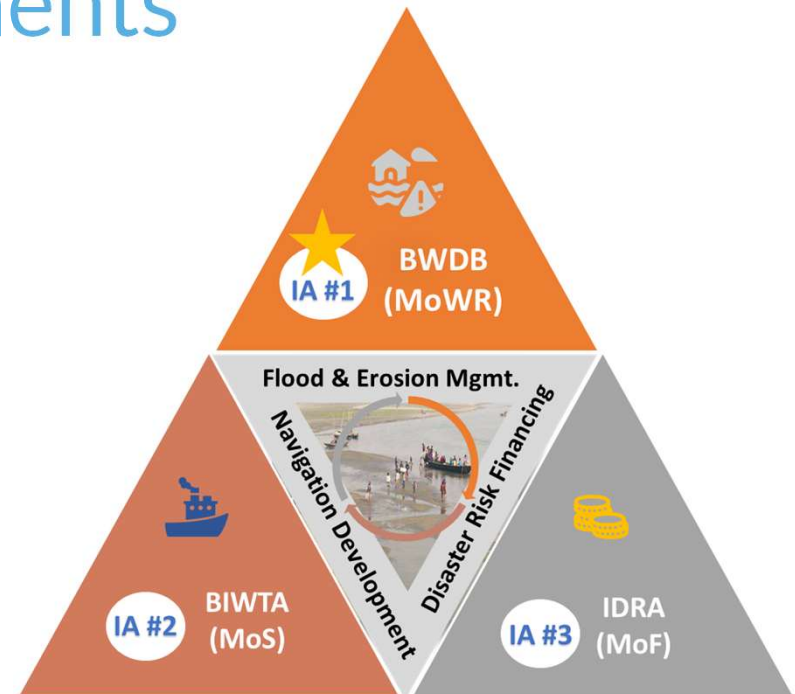 BWDB
(MoWR)
IA #1
Flood & Erosion Mgmt.
Navigation Development
Disaster Risk Financing
IA #2
BIWTA
(MoS)
IA #3
IDRA
(MoF)